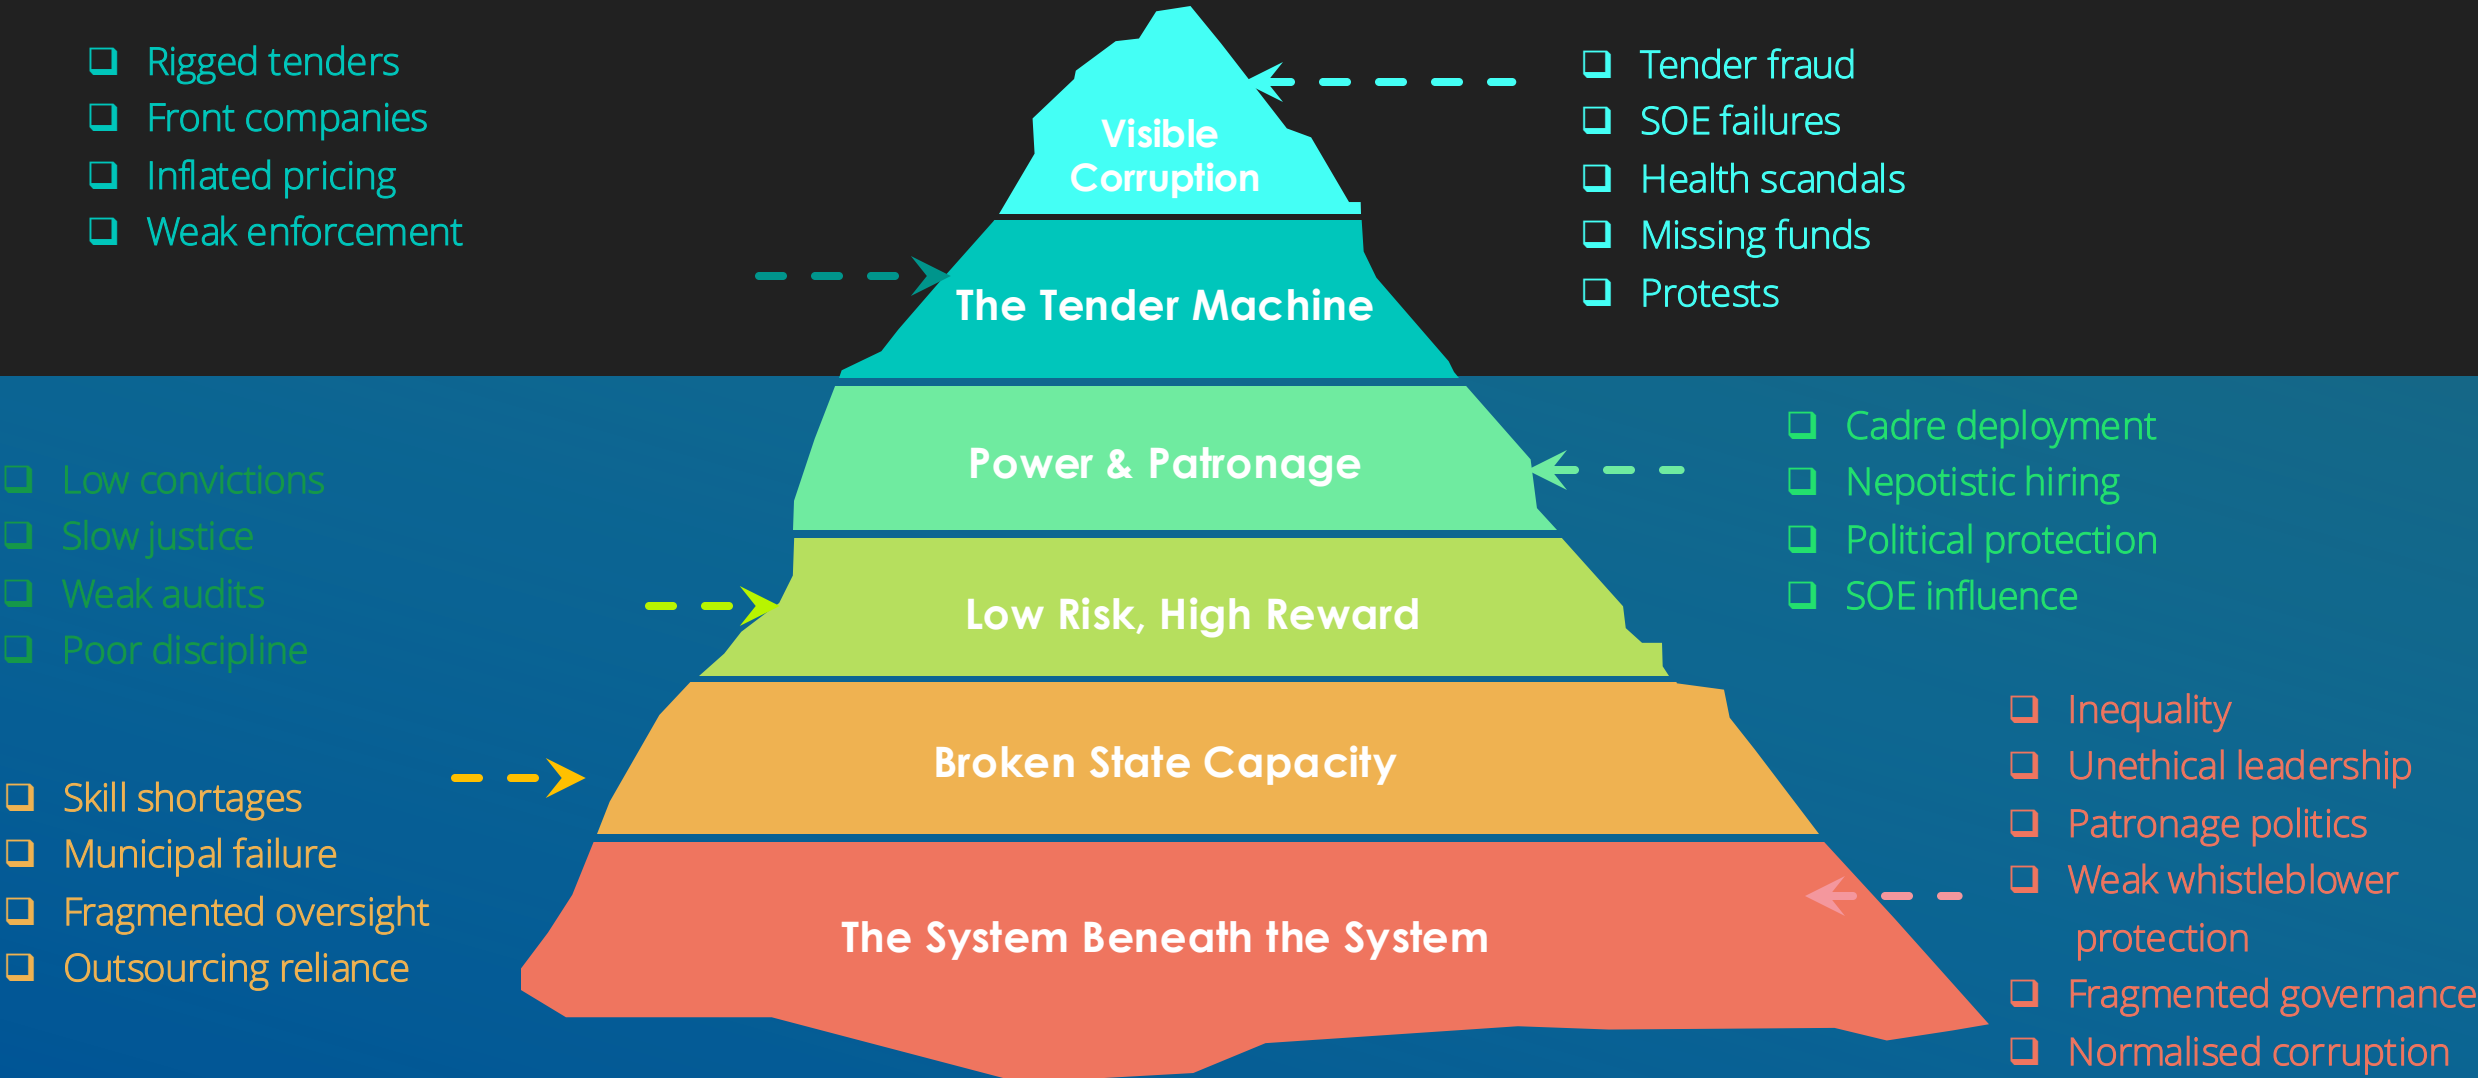 Rigged tenders
Front companies
Inflated pricing
Weak enforcement
Visible
Corruption
Tender fraud
SOE failures
Health scandals
Missing funds
Protests
The Tender Machine
Power & Patronage
Cadre deployment
Nepotistic hiring
Political protection
SOE influence
Low convictions
Slow justice
Weak audits
Poor discipline
Low Risk, High Reward
Broken State Capacity
Skill shortages
Municipal failure
Fragmented oversight
Outsourcing reliance
The System Beneath the System
Inequality
Unethical leadership
Patronage politics
Weak whistleblower
protection
Fragmented governance
Normalised corruption